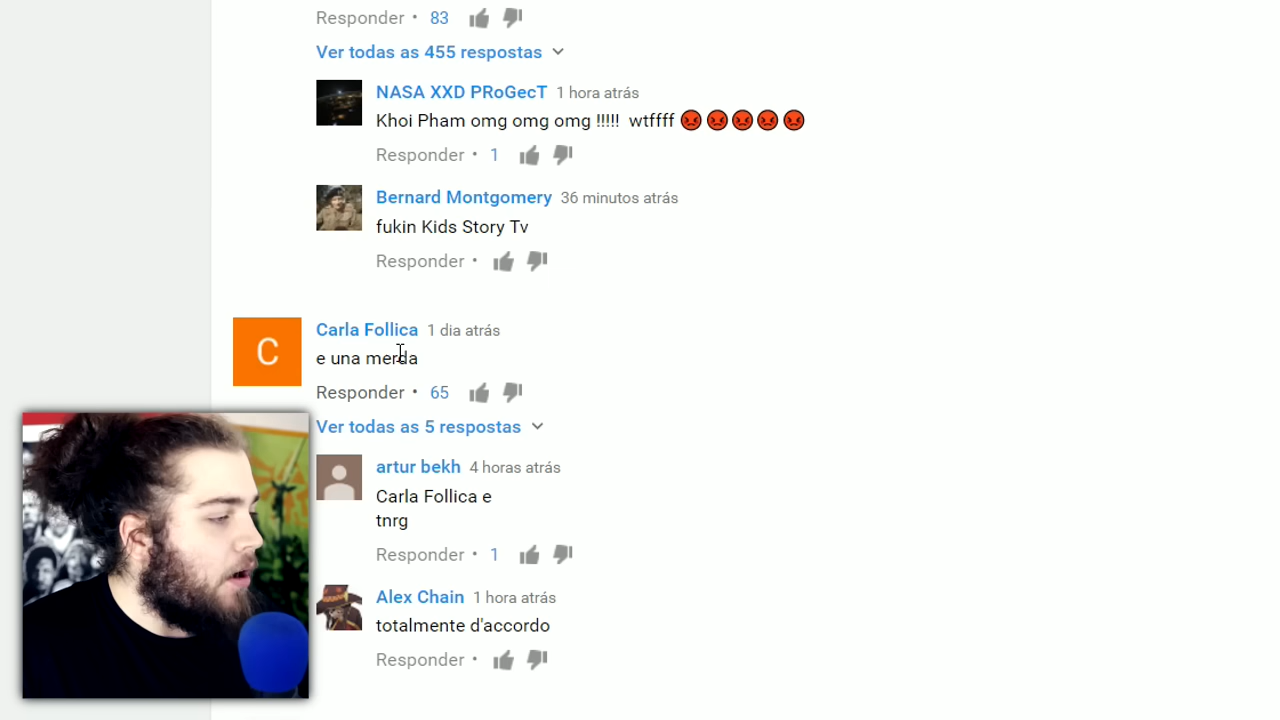 Responder • 83
Ver todas as 455 respostas
NASA XXD PRoGecT 1 hora atrás
Khoi Pham omg omg omg !!!!! wtffff 😡😡😡😡😡
Responder • 1
Bernard Montgomery 36 minutos atrás
fukin Kids Story Tv
Responder •
C
Carla Follica 1 dia atrás
e una merda
Responder • 65
Ver todas as 5 respostas
artur bekh 4 horas atrás
Carla Follica e
tnrg
Responder • 1
Alex Chain 1 hora atrás
totalmente d'accordo
Responder •